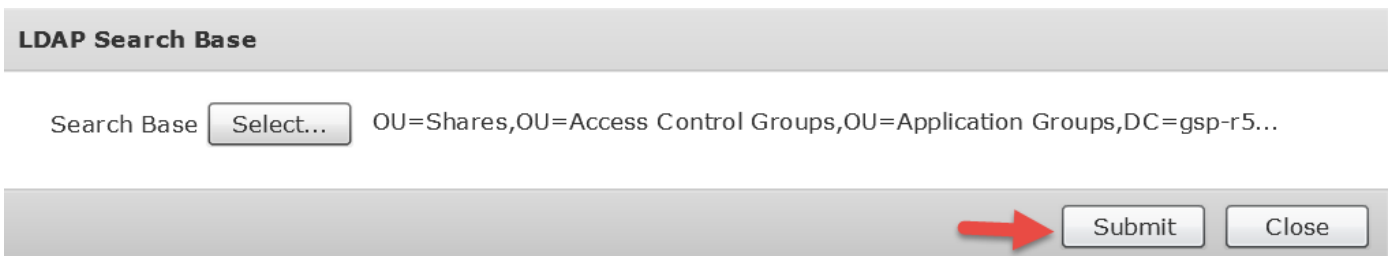 LDAP Search Base
Search Base Select... OU=Shares,OU=Access Control Groups,OU=Application Groups,DC=gsp-r5...
Submit Close